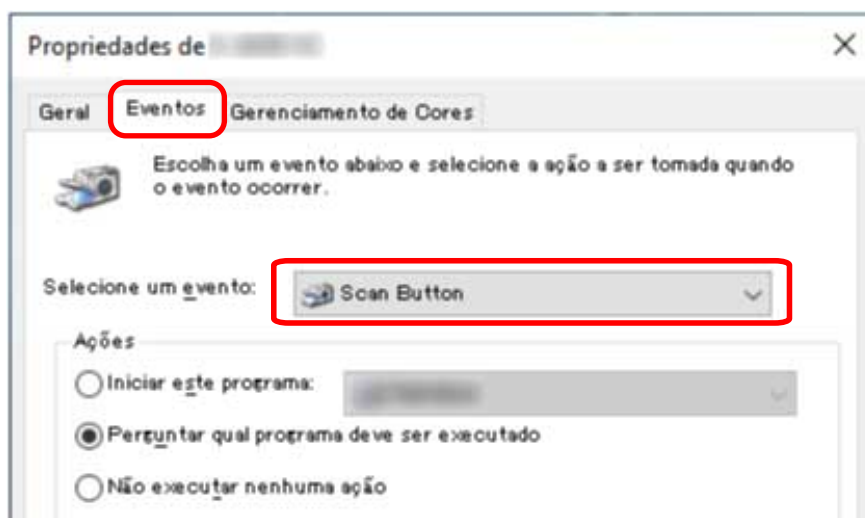 Propriedades de
Geral Eventos Gerenciamento de Cores
Escolha um evento abaixo e selecione a ação a ser tomada quando
o evento ocorrer.
Selecione um evento: Scan Button
Ações
Iniciar este programa:
Perguntar qual programa deve ser executado
Não executar nenhuma ação